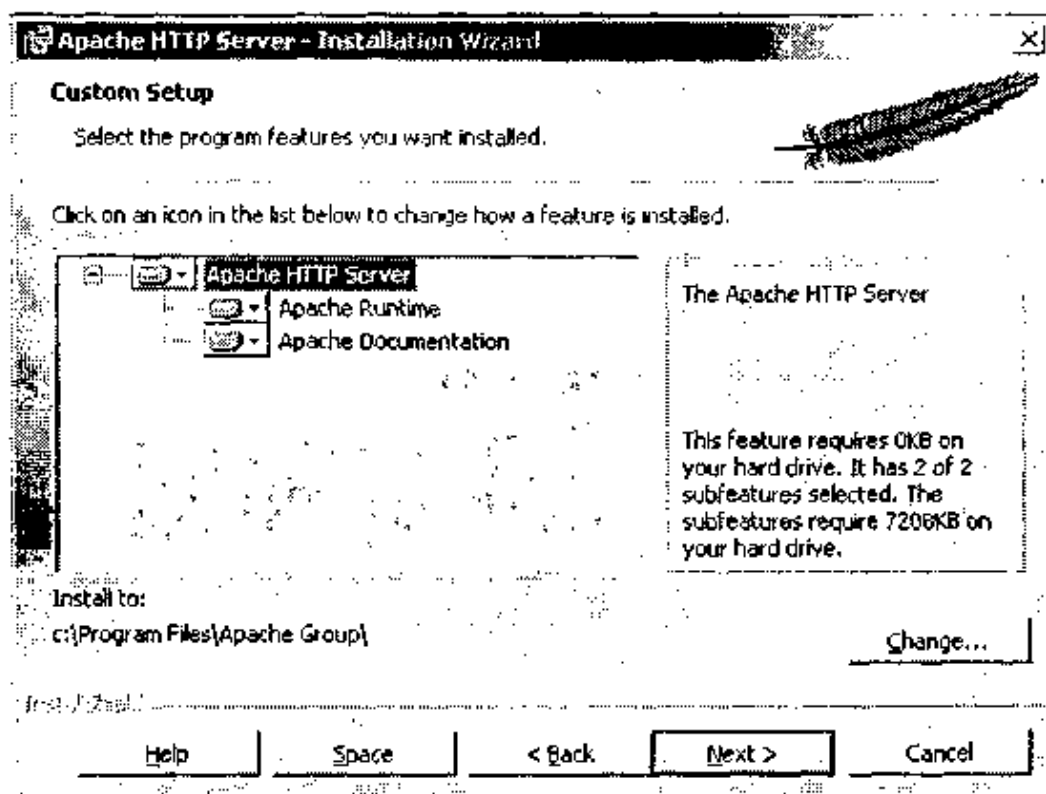 Apache HTTP Server - Installation Wizard
Custom Setup
Select the program features you want installed.
Click on an icon in the list below to change how a feature is installed.
Apache HTTP Server
Apache Runtime
Apache Documentation
The Apache HTTP Server
This feature requires 0KB on
your hard drive. It has 2 of 2
subfeatures selected. The
subfeatures require 7206KB on
your hard drive.
Install to:
c:\Program Files\Apache Group\
Change...
Help
Space
< Back
Next >
Cancel